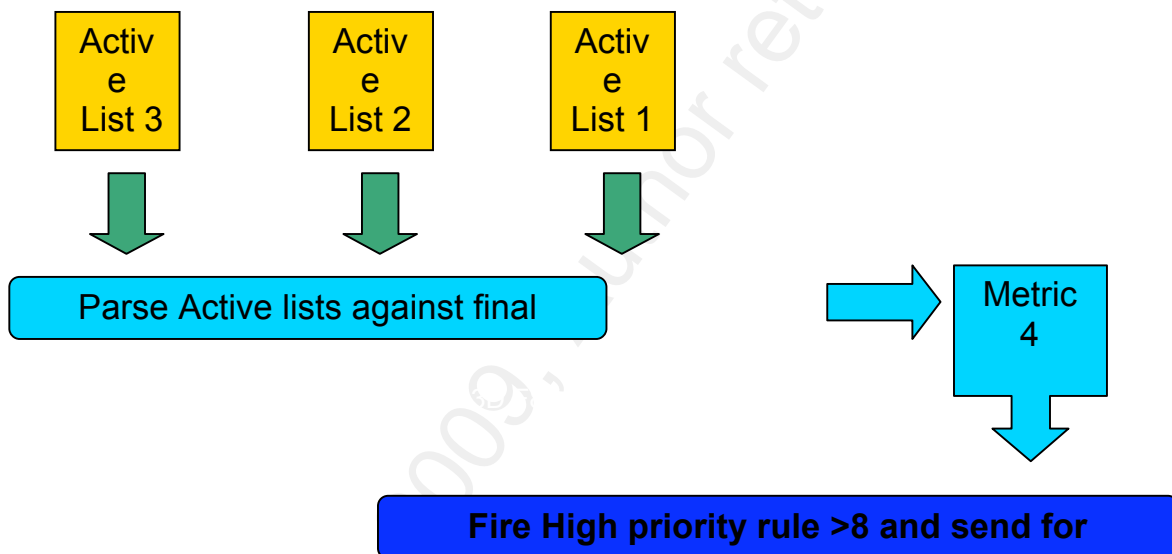 Activ
e
List 3
Activ
e
List 2
Activ
e
List 1
Parse Active lists against final
Metric
4
Fire High priority rule >8 and send for